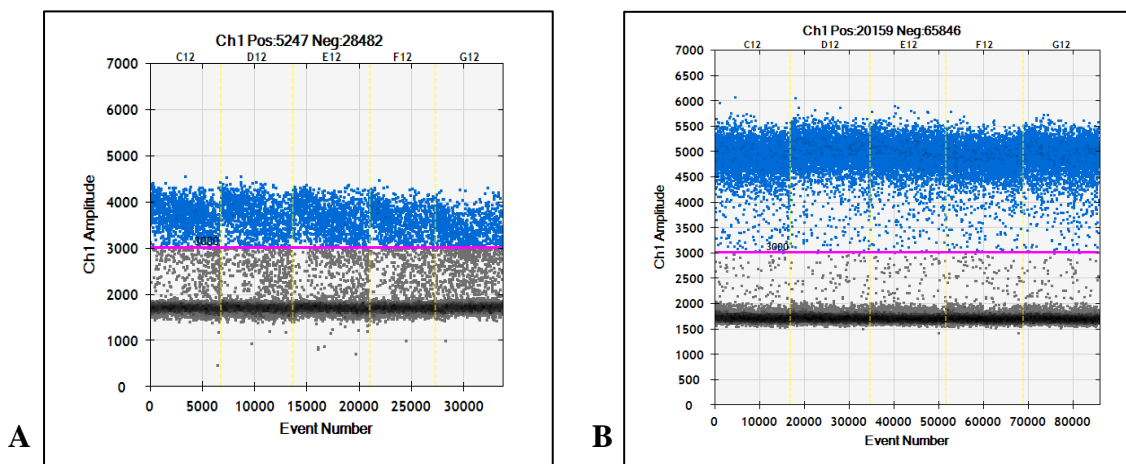 Ch1 Pos:5247 Neg:28482
C12 D12 E12 F12 G12
7000
6000
5000
4000
3000
3000
2000
1000
0
Ch1 Amplitude
0 5000 10000 15000 20000 25000 30000
Event Number
A
Ch1 Pos:20159 Neg:65846
C12 D12 E12 F12 G12
7000
6500
6000
5500
5000
4500
4000
3500
3000
3000
2500
2000
1500
1000
500
0
Ch1 Amplitude
0 10000 20000 30000 40000 50000 60000 70000 80000
Event Number
B